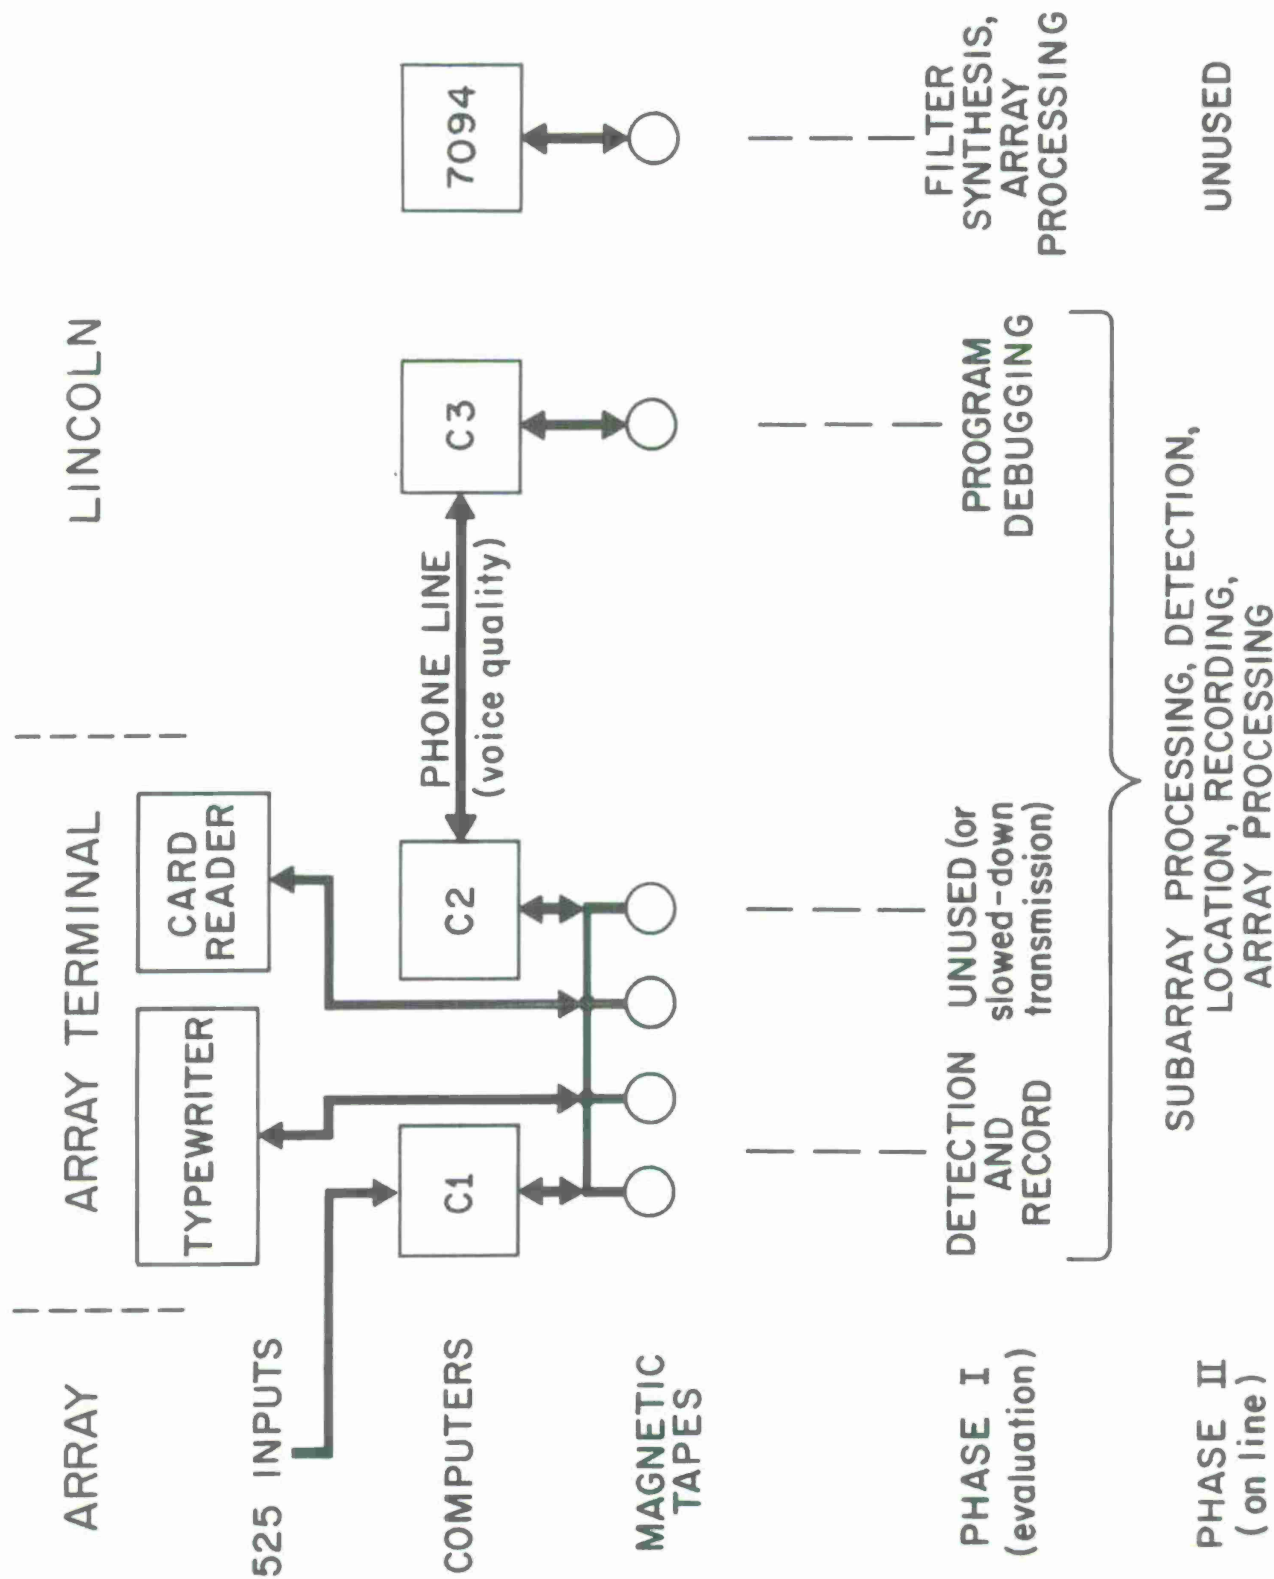 ARRAY
ARRAY TERMINAL
LINCOLN
525 INPUTS
TYPEWRITER
CARD
READER
COMPUTERS
C1
C2
PHONE LINE
(voice quality)
C3
7094
MAGNETIC
TAPES
PHASE I
(evaluation)
DETECTION
AND
RECORD
UNUSED (or
slowed-down
transmission)
PROGRAM
DEBUGGING
FILTER
SYNTHESIS,
ARRAY
PROCESSING
PHASE II
(on line)
SUBARRAY PROCESSING, DETECTION,
LOCATION, RECORDING,
ARRAY PROCESSING
UNUSED